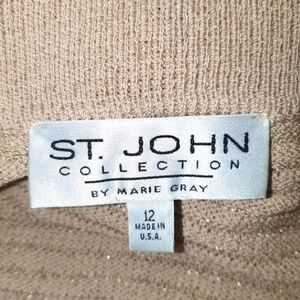 ST. JOHN
COLLECTION
BY MARIE GRAY
12
MADE IN
U.S.A.